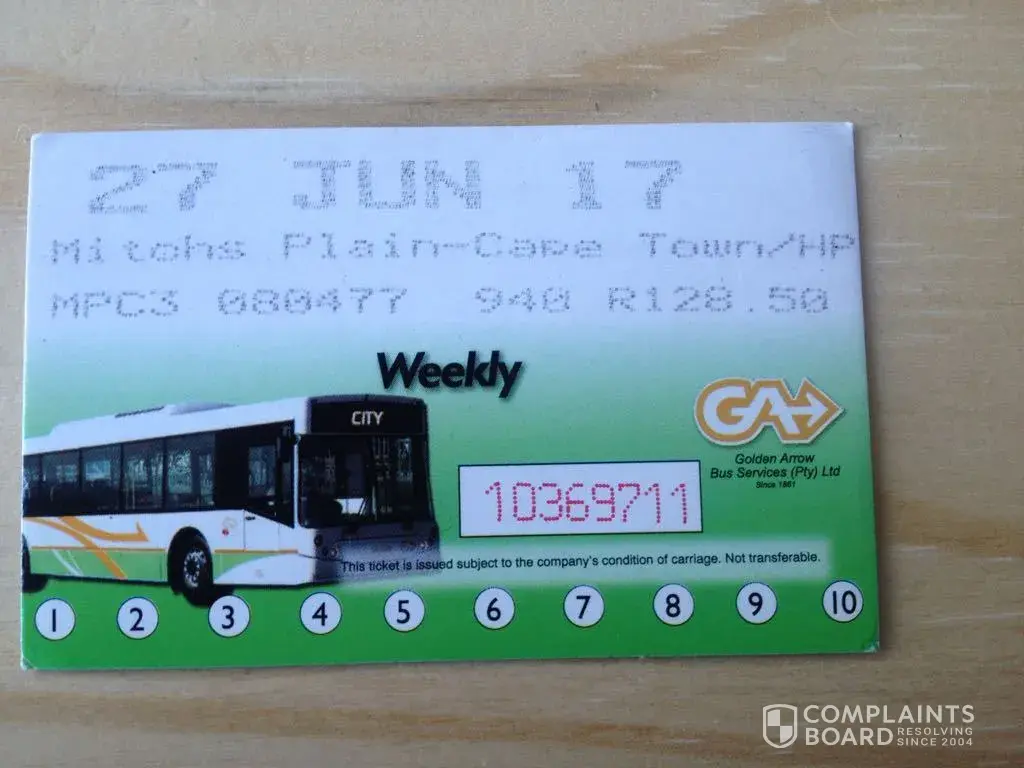 27 JUN 17
Mitchs Plain-Cape Town/HP
MPC3 080477 940 R128.50
Weekly
CITY
GA
Golden Arrow
Bus Services (Pty) Ltd
Since 1861
10369711
This ticket is issued subject to the company's condition of carriage. Not transferable.
1 2 3 4 5 6 7 8 9 10
COMPLAINTS
BOARD RESOLVING
SINCE 2004